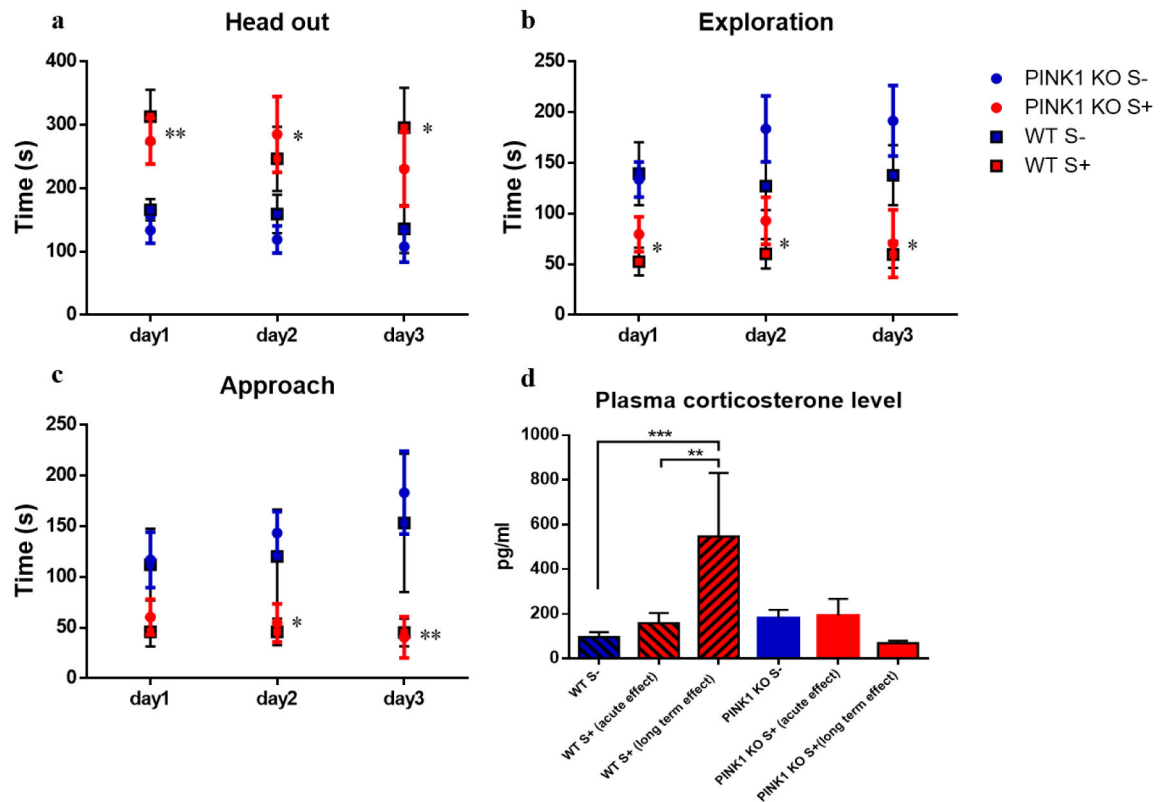 a
Head out
Time (s)
400
300
200
100
0
**
*
*
day1 day2 day3
b
Exploration
Time (s)
250
200
150
100
50
0
*
*
*
day1 day2 day3
PINK1 KO S-
PINK1 KO S+
WT S-
WT S+
c
Approach
Time (s)
250
200
150
100
50
0
*
**
day1 day2 day3
d
Plasma corticosterone level
pg/ml
1000
800
600
400
200
0
***
**
WT S-
WT S+ (acute effect)
WT S+ (long term effect)
PINK1 KO S-
PINK1 KO S+ (acute effect)
PINK1 KO S+(long term effect)